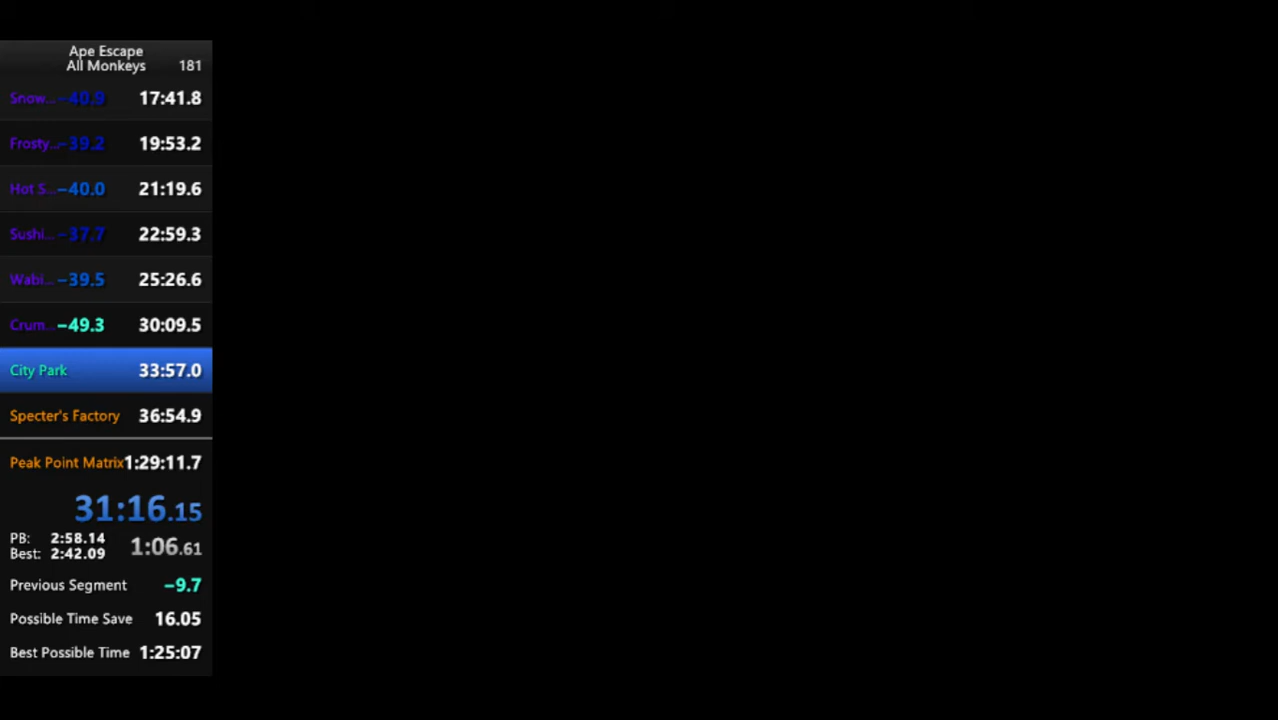 Ape Escape
All Monkeys 181
Snow... −40.9 17:41.8
Frosty... −39.2 19:53.2
Hot S... −40.0 21:19.6
Sushi... −37.7 22:59.3
Wabi... −39.5 25:26.6
Crum... −49.3 30:09.5
City Park 33:57.0
Specter's Factory 36:54.9
Peak Point Matrix 1:29:11.7
31:16.15
PB: 2:58.14
Best: 2:42.09
1:06.61
Previous Segment −9.7
Possible Time Save 16.05
Best Possible Time 1:25:07